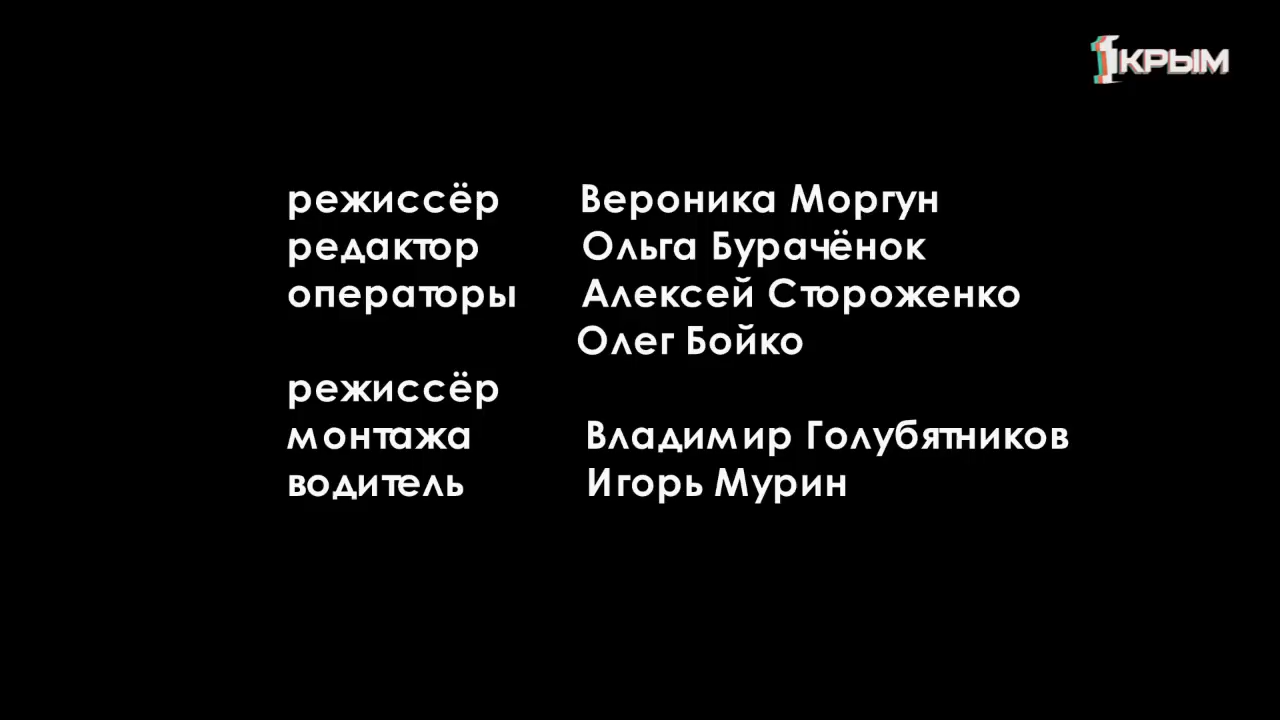 1КРЫМ
режиссёр Вероника Моргун
редактор Ольга Бурачёнок
операторы Алексей Стороженко
Олег Бойко
режиссёр
монтажа Владимир Голубятников
водитель Игорь Мурин